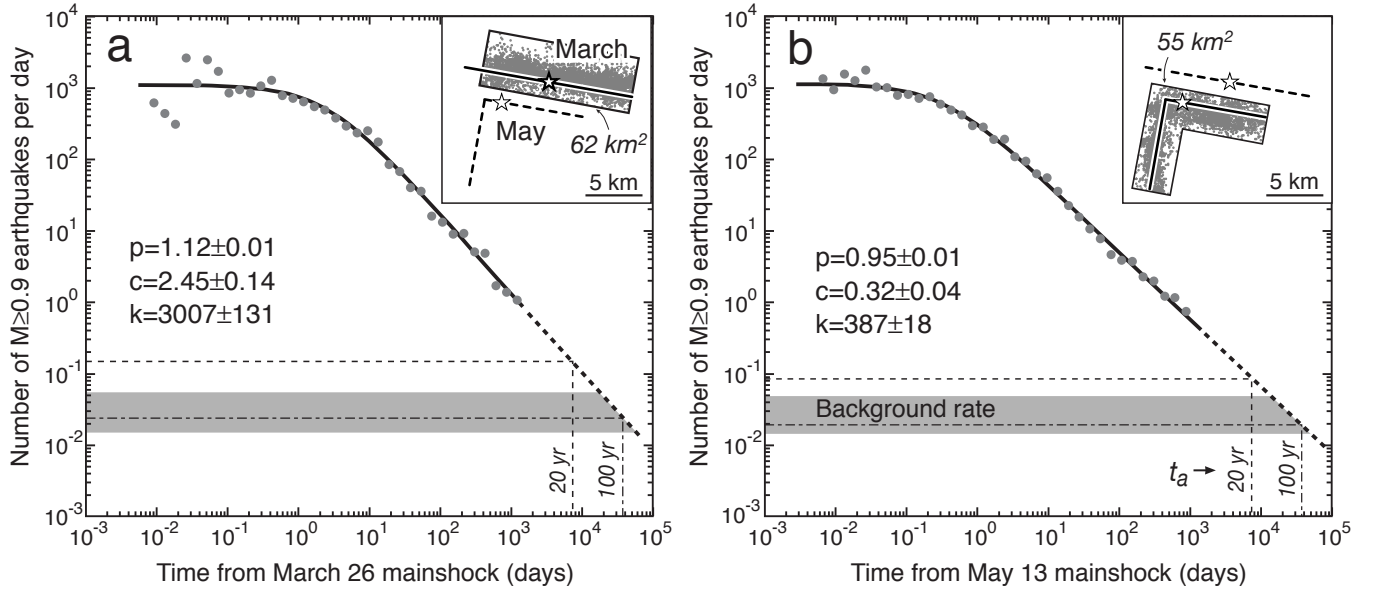 a
Number of M≥0.9 earthquakes per day
10⁴
10³
10²
10¹
10⁰
10⁻¹
10⁻²
10⁻³
March
May
62 km²
5 km
p=1.12±0.01
c=2.45±0.14
k=3007±131
20 yr
100 yr
10⁻³ 10⁻² 10⁻¹ 10⁰ 10¹ 10² 10³ 10⁴ 10⁵
Time from March 26 mainshock (days)
b
Number of M≥0.9 earthquakes per day
10⁴
10³
10²
10¹
10⁰
10⁻¹
10⁻²
10⁻³
55 km²
5 km
p=0.95±0.01
c=0.32±0.04
k=387±18
Background rate
tₐ→
20 yr
100 yr
10⁻³ 10⁻² 10⁻¹ 10⁰ 10¹ 10² 10³ 10⁴ 10⁵
Time from May 13 mainshock (days)